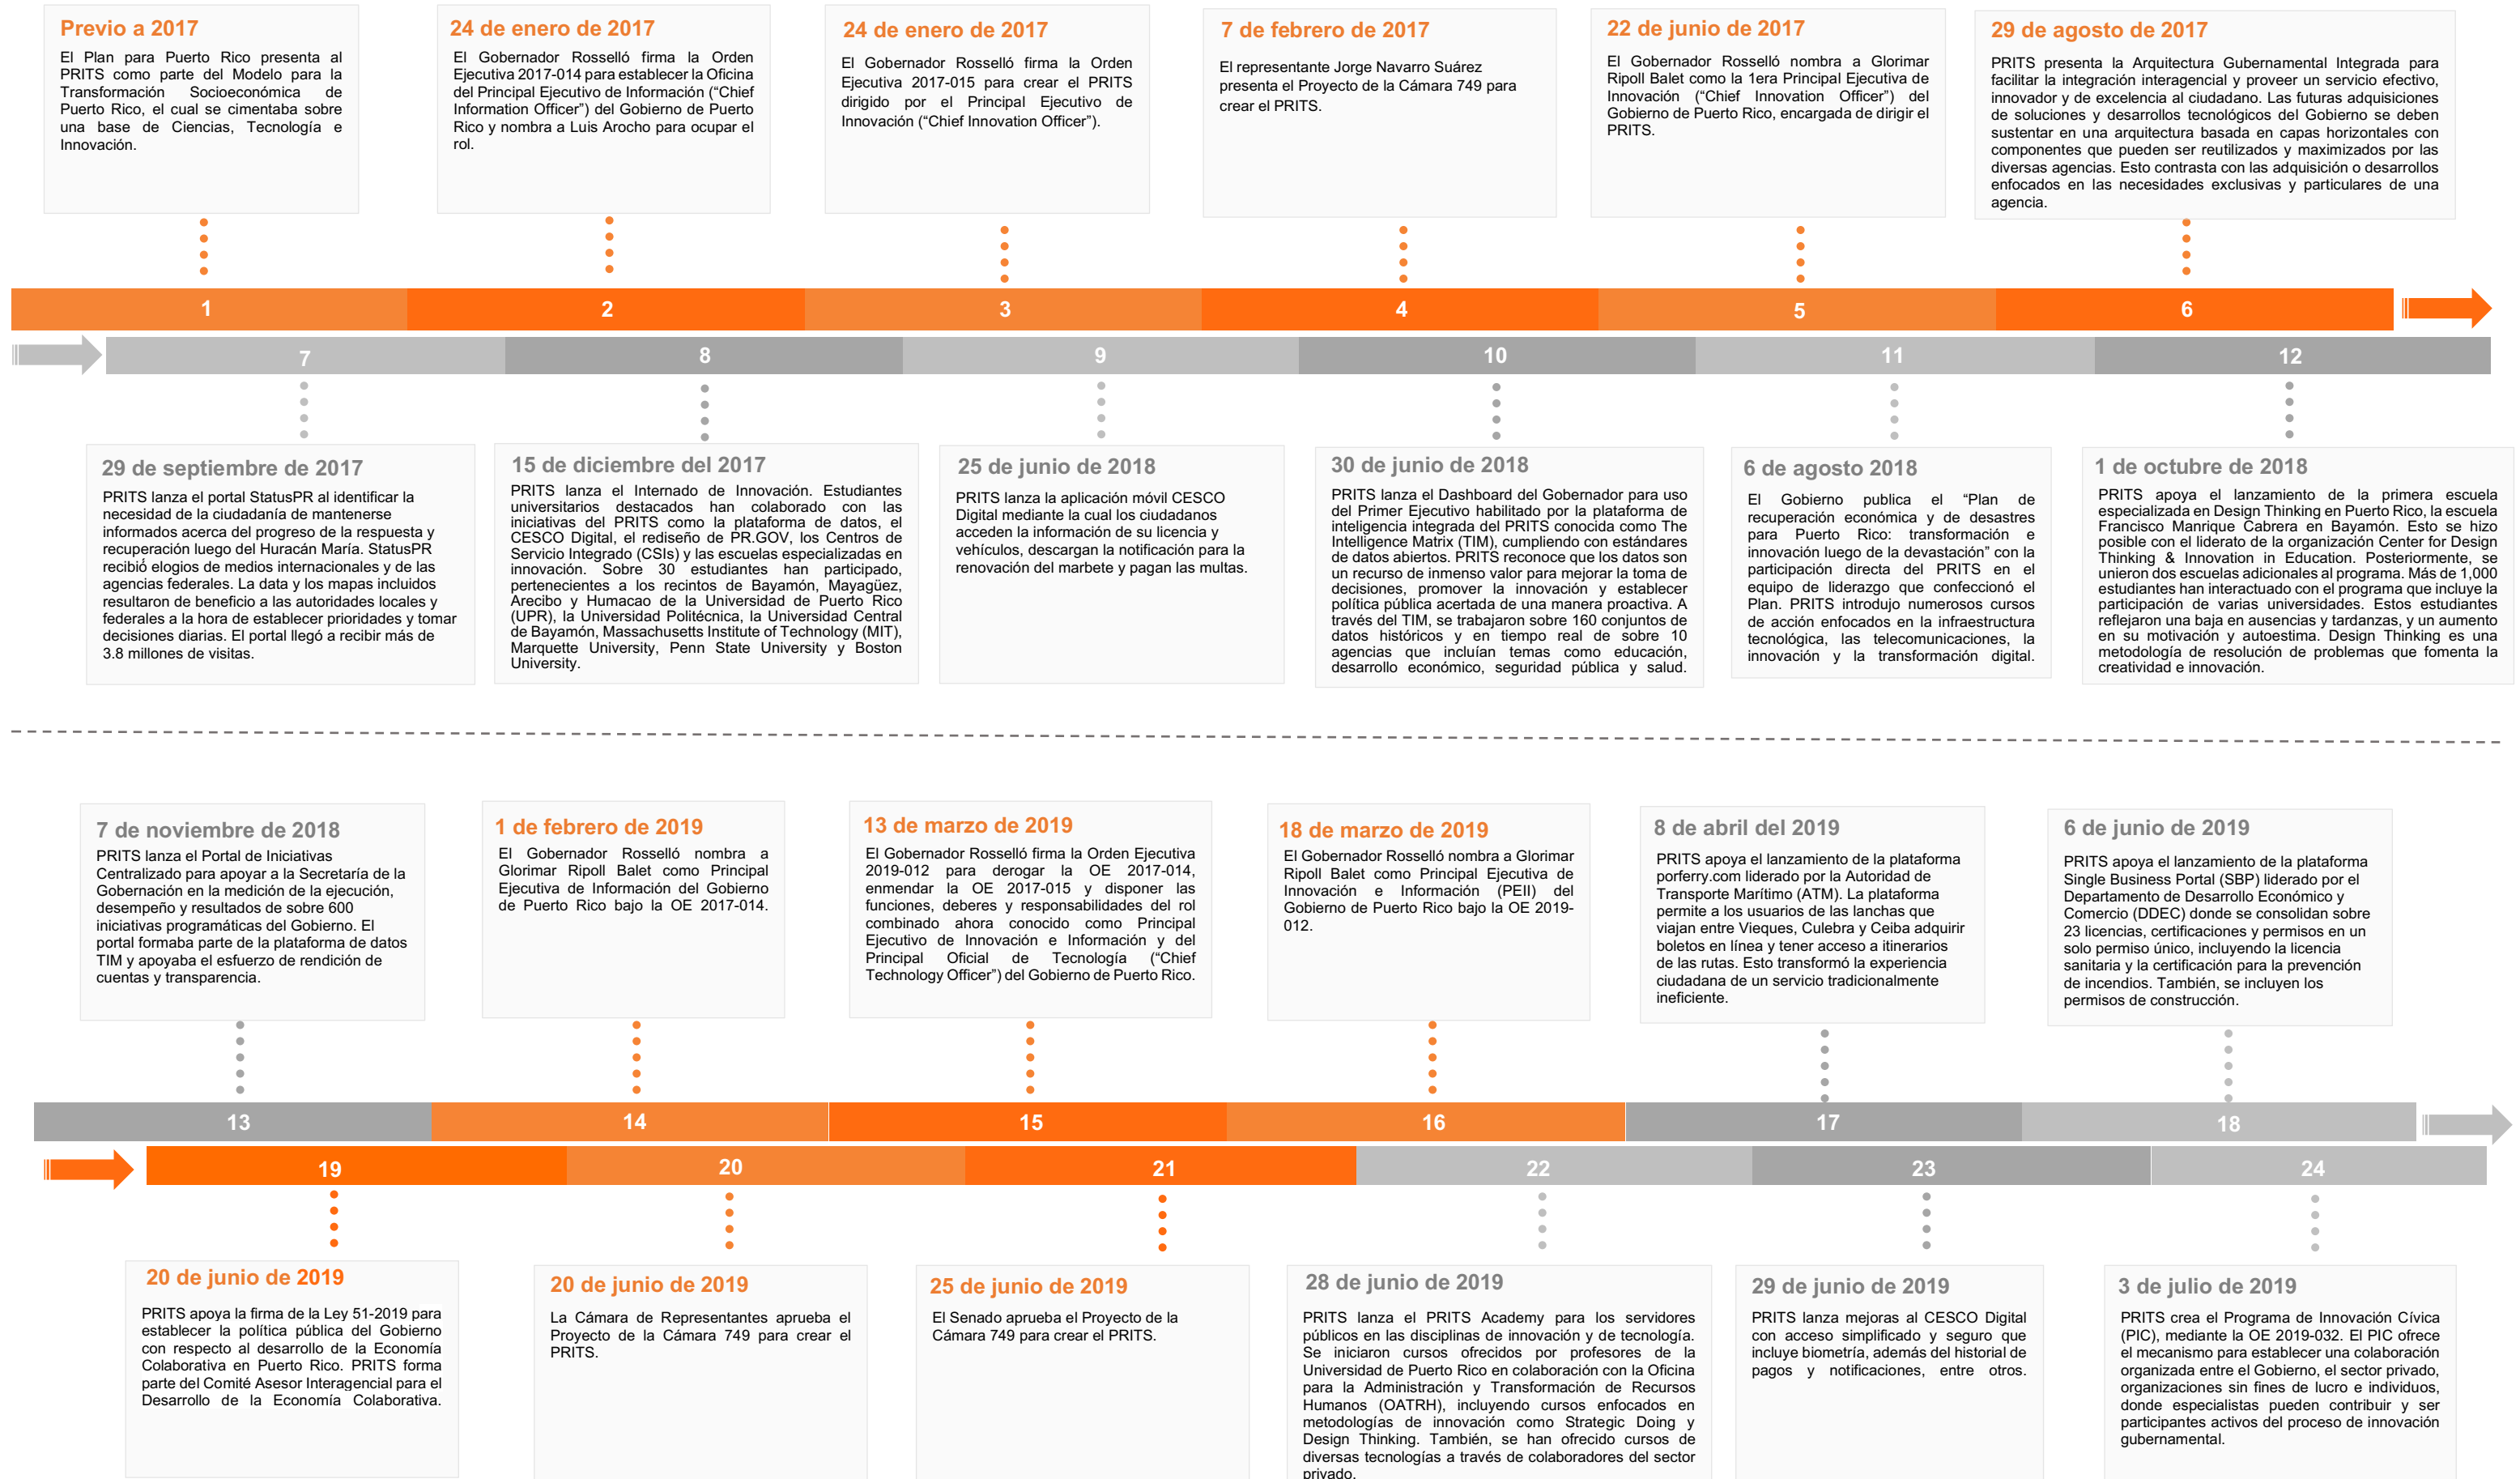 Previo a 2017
El Plan para Puerto Rico presenta al
PRITS como parte del Modelo para la
Transformación Socioeconómica de
Puerto Rico, el cual se cimentaba sobre
una base de Ciencias, Tecnología e
Innovación.
24 de enero de 2017
El Gobernador Rosselló firma la Orden
Ejecutiva 2017-014 para establecer la Oficina
del Principal Ejecutivo de Información (“Chief
Information Officer”) del Gobierno de Puerto
Rico y nombra a Luis Arocho para ocupar el
rol.
24 de enero de 2017
El Gobernador Rosselló firma la Orden
Ejecutiva 2017-015 para crear el PRITS
dirigido por el Principal Ejecutivo de
Innovación (“Chief Innovation Officer”).
7 de febrero de 2017
El representante Jorge Navarro Suárez
presenta el Proyecto de la Cámara 749 para
crear el PRITS.
22 de junio de 2017
El Gobernador Rosselló nombra a Glorimar
Ripoll Balet como la 1era Principal Ejecutiva de
Innovación (“Chief Innovation Officer”) del
Gobierno de Puerto Rico, encargada de dirigir el
PRITS.
29 de agosto de 2017
PRITS presenta la Arquitectura Gubernamental Integrada para
facilitar la integración interagencial y proveer un servicio efectivo,
innovador y de excelencia al ciudadano. Las futuras adquisiciones
de soluciones y desarrollos tecnológicos del Gobierno se deben
sustentar en una arquitectura basada en capas horizontales con
componentes que pueden ser reutilizados y maximizados por las
diversas agencias. Esto contrasta con las adquisición o desarrollos
enfocados en las necesidades exclusivas y particulares de una
agencia.
1
2
3
4
5
6
7
8
9
10
11
12
29 de septiembre de 2017
PRITS lanza el portal StatusPR al identificar la
necesidad de la ciudadanía de mantenerse
informados acerca del progreso de la respuesta y
recuperación luego del Huracán María. StatusPR
recibió elogios de medios internacionales y de las
agencias federales. La data y los mapas incluidos
resultaron de beneficio a las autoridades locales y
federales a la hora de establecer prioridades y tomar
decisiones diarias. El portal llegó a recibir más de
3.8 millones de visitas.
15 de diciembre del 2017
PRITS lanza el Internado de Innovación. Estudiantes
universitarios destacados han colaborado con las
iniciativas del PRITS como la plataforma de datos, el
CESCO Digital, el rediseño de PR.GOV, los Centros de
Servicio Integrado (CSIs) y las escuelas especializadas en
innovación. Sobre 30 estudiantes han participado,
pertenecientes a los recintos de Bayamón, Mayagüez,
Arecibo y Humacao de la Universidad de Puerto Rico
(UPR), la Universidad Politécnica, la Universidad Central
de Bayamón, Massachusetts Institute of Technology (MIT),
Marquette University, Penn State University y Boston
University.
25 de junio de 2018
PRITS lanza la aplicación móvil CESCO
Digital mediante la cual los ciudadanos
acceden la información de su licencia y
vehículos, descargan la notificación para la
renovación del marbete y pagan las multas.
30 de junio de 2018
PRITS lanza el Dashboard del Gobernador para uso
del Primer Ejecutivo habilitado por la plataforma de
inteligencia integrada del PRITS conocida como The
Intelligence Matrix (TIM), cumpliendo con estándares
de datos abiertos. PRITS reconoce que los datos son
un recurso de inmenso valor para mejorar la toma de
decisiones, promover la innovación y establecer
política pública acertada de una manera proactiva. A
través del TIM, se trabajaron sobre 160 conjuntos de
datos históricos y en tiempo real de sobre 10
agencias que incluían temas como educación,
desarrollo económico, seguridad pública y salud.
6 de agosto 2018
El Gobierno publica el “Plan de
recuperación económica y de desastres
para Puerto Rico: transformación e
innovación luego de la devastación” con la
participación directa del PRITS en el
equipo de liderazgo que confeccionó el
Plan. PRITS introdujo numerosos cursos
de acción enfocados en la infraestructura
tecnológica, las telecomunicaciones, la
innovación y la transformación digital.
1 de octubre de 2018
PRITS apoya el lanzamiento de la primera escuela
especializada en Design Thinking en Puerto Rico, la escuela
Francisco Manrique Cabrera en Bayamón. Esto se hizo
posible con el liderato de la organización Center for Design
Thinking & Innovation in Education. Posteriormente, se
unieron dos escuelas adicionales al programa. Más de 1,000
estudiantes han interactuado con el programa que incluye la
participación de varias universidades. Estos estudiantes
reflejaron una baja en ausencias y tardanzas, y un aumento
en su motivación y autoestima. Design Thinking es una
metodología de resolución de problemas que fomenta la
creatividad e innovación.
7 de noviembre de 2018
PRITS lanza el Portal de Iniciativas
Centralizado para apoyar a la Secretaría de la
Gobernación en la medición de la ejecución,
desempeño y resultados de sobre 600
iniciativas programáticas del Gobierno. El
portal formaba parte de la plataforma de datos
TIM y apoyaba el esfuerzo de rendición de
cuentas y transparencia.
1 de febrero de 2019
El Gobernador Rosselló nombra a
Glorimar Ripoll Balet como Principal
Ejecutiva de Información del Gobierno
de Puerto Rico bajo la OE 2017-014.
13 de marzo de 2019
El Gobernador Rosselló firma la Orden Ejecutiva
2019-012 para derogar la OE 2017-014,
enmendar la OE 2017-015 y disponer las
funciones, deberes y responsabilidades del rol
combinado ahora conocido como Principal
Ejecutivo de Innovación e Información y del
Principal Oficial de Tecnología (“Chief
Technology Officer”) del Gobierno de Puerto Rico.
18 de marzo de 2019
El Gobernador Rosselló nombra a Glorimar
Ripoll Balet como Principal Ejecutiva de
Innovación e Información (PEII) del
Gobierno de Puerto Rico bajo la OE 2019-
012.
8 de abril del 2019
PRITS apoya el lanzamiento de la plataforma
porferry.com liderado por la Autoridad de
Transporte Marítimo (ATM). La plataforma
permite a los usuarios de las lanchas que
viajan entre Vieques, Culebra y Ceiba adquirir
boletos en línea y tener acceso a itinerarios
de las rutas. Esto transformó la experiencia
ciudadana de un servicio tradicionalmente
ineficiente.
6 de junio de 2019
PRITS apoya el lanzamiento de la plataforma
Single Business Portal (SBP) liderado por el
Departamento de Desarrollo Económico y
Comercio (DDEC) donde se consolidan sobre
23 licencias, certificaciones y permisos en un
solo permiso único, incluyendo la licencia
sanitaria y la certificación para la prevención
de incendios. También, se incluyen los
permisos de construcción.
13
14
15
16
17
18
19
20
21
22
23
24
20 de junio de 2019
PRITS apoya la firma de la Ley 51-2019 para
establecer la política pública del Gobierno
con respecto al desarrollo de la Economía
Colaborativa en Puerto Rico. PRITS forma
parte del Comité Asesor Interagencial para el
Desarrollo de la Economía Colaborativa.
20 de junio de 2019
La Cámara de Representantes aprueba el
Proyecto de la Cámara 749 para crear el
PRITS.
25 de junio de 2019
El Senado aprueba el Proyecto de la
Cámara 749 para crear el PRITS.
28 de junio de 2019
PRITS lanza el PRITS Academy para los servidores
públicos en las disciplinas de innovación y de tecnología.
Se iniciaron cursos ofrecidos por profesores de la
Universidad de Puerto Rico en colaboración con la Oficina
para la Administración y Transformación de Recursos
Humanos (OATRH), incluyendo cursos enfocados en
metodologías de innovación como Strategic Doing y
Design Thinking. También, se han ofrecido cursos de
diversas tecnologías a través de colaboradores del sector
privado.
29 de junio de 2019
PRITS lanza mejoras al CESCO Digital
con acceso simplificado y seguro que
incluye biometría, además del historial de
pagos y notificaciones, entre otros.
3 de julio de 2019
PRITS crea el Programa de Innovación Cívica
(PIC), mediante la OE 2019-032. El PIC ofrece
el mecanismo para establecer una colaboración
organizada entre el Gobierno, el sector privado,
organizaciones sin fines de lucro e individuos,
donde especialistas pueden contribuir y ser
participantes activos del proceso de innovación
gubernamental.